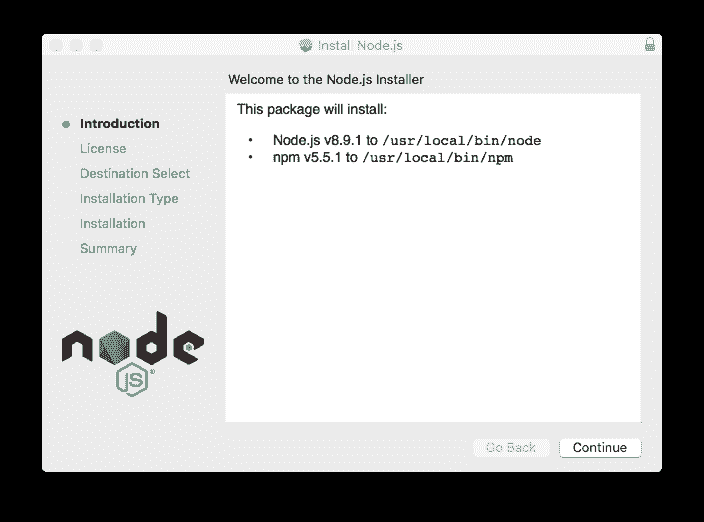 Install Node.js
Welcome to the Node.js Installer
Introduction
License
Destination Select
Installation Type
Installation
Summary
This package will install:
• Node.js v8.9.1 to /usr/local/bin/node
• npm v5.5.1 to /usr/local/bin/npm
node
JS®
Go Back
Continue